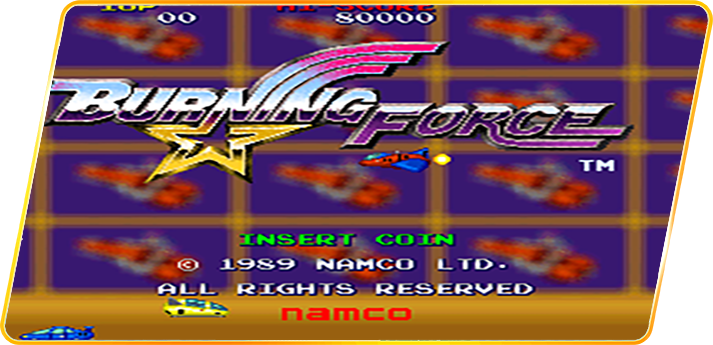 1UP HI-SCORE
00 80000
BURNING FORCE
TM
INSERT COIN
© 1989 NAMCO LTD.
ALL RIGHTS RESERVED
namco